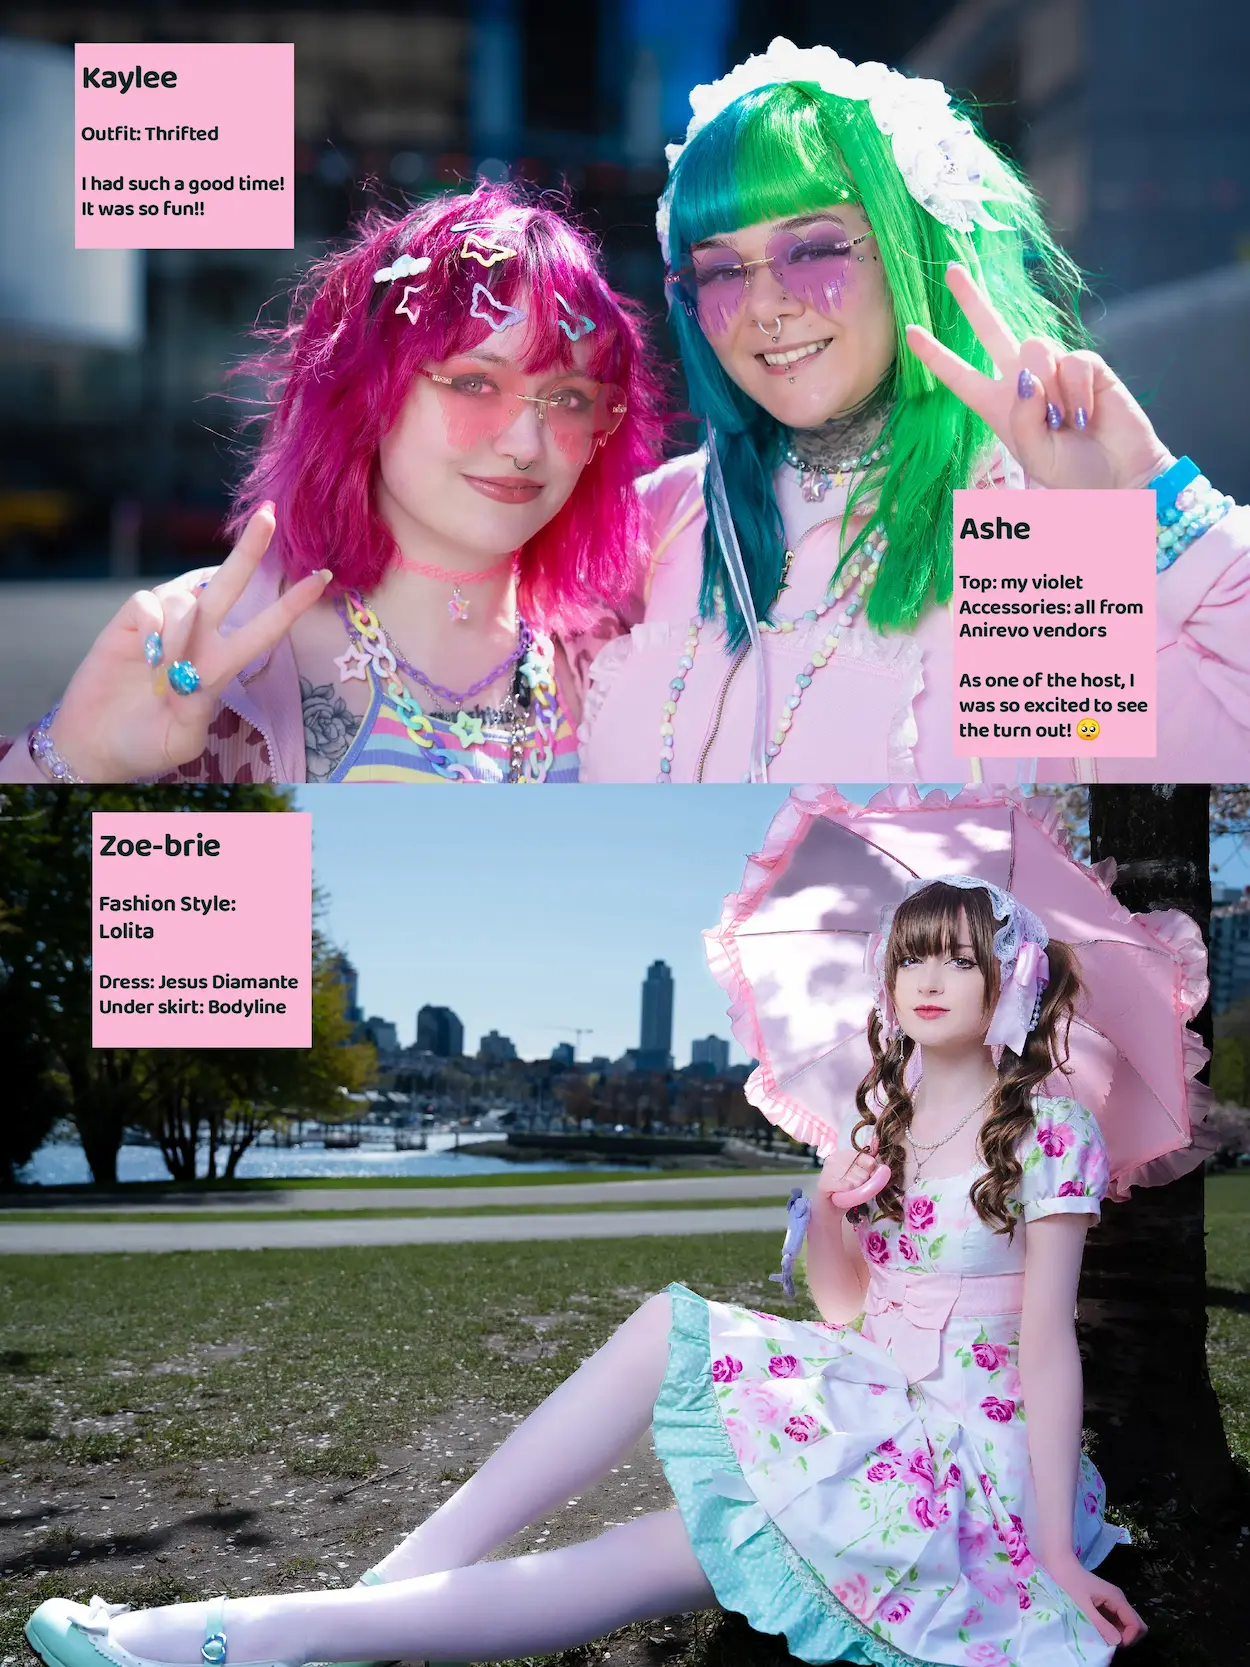 Kaylee
Outfit: Thrifted
I had such a good time!
It was so fun!!
Ashe
Top: my violet
Accessories: all from
Anirevo vendors
As one of the host, I
was so excited to see
the turn out! 🥺
Zoe-brie
Fashion Style:
Lolita
Dress: Jesus Diamante
Under skirt: Bodyline